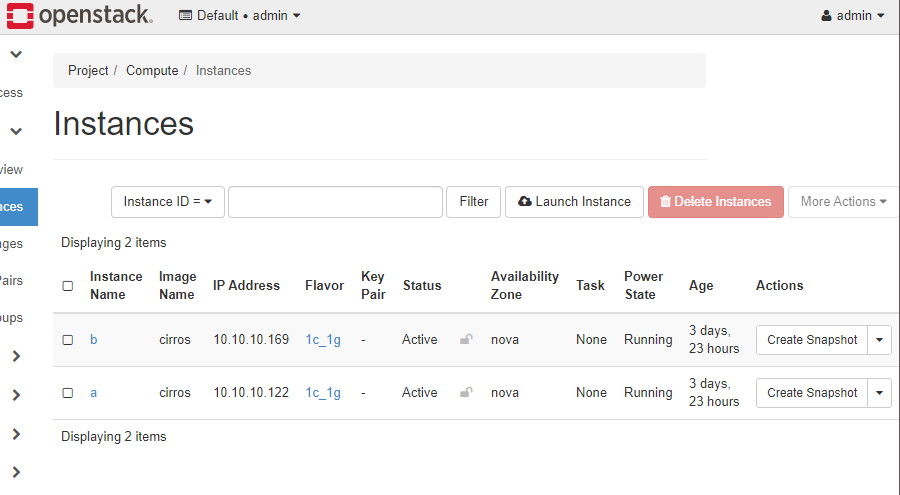 openstack. Default • admin admin
cess
Project / Compute / Instances
Instances
view
Instance ID = Filter Launch Instance Delete Instances More Actions
nces
Displaying 2 items
ages
Pairs
Instance Name Image Name IP Address Flavor Key Pair Status Availability Zone Task Power State Age Actions
oups
b cirros 10.10.10.169 1c_1g - Active nova None Running 3 days, 23 hours Create Snapshot
a cirros 10.10.10.122 1c_1g - Active nova None Running 3 days, 23 hours Create Snapshot
Displaying 2 items